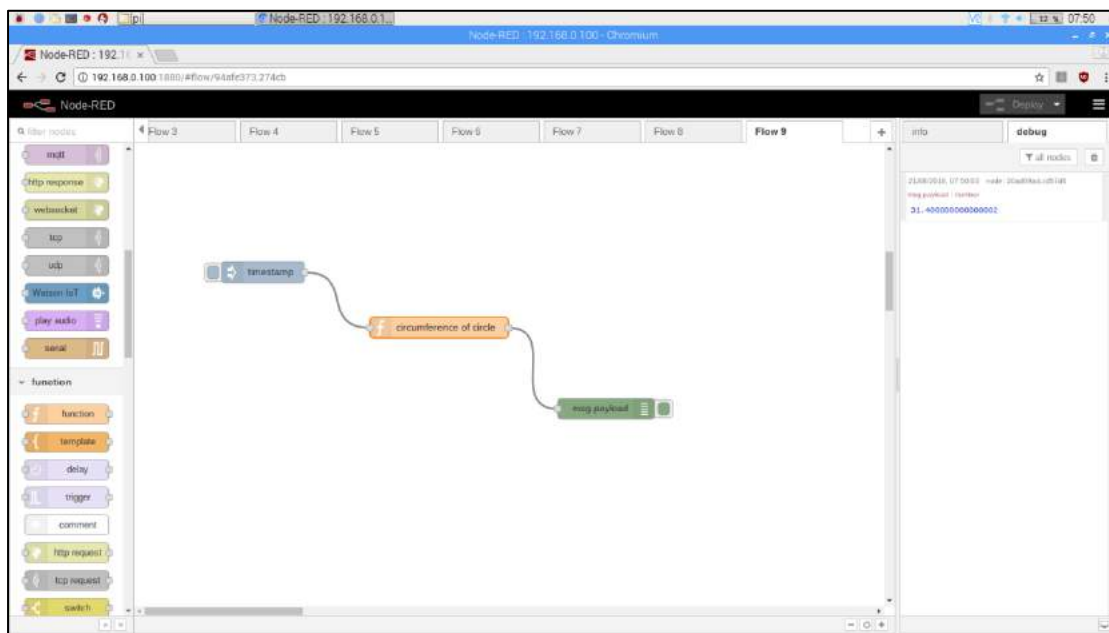 pi
Node-RED : 192.168.0.1...
12 %
07:50
Node-RED : 192.168.0.100 - Chromium
Node-RED : 192.1
192.168.0.100:1880/#flow/94afe373.274cb
Node-RED
Deploy
filter nodes
Flow 3
Flow 4
Flow 5
Flow 6
Flow 7
Flow 8
Flow 9
info
debug
all nodes
mqtt
http response
websocket
tcp
udp
Watson IoT
play audio
serial
function
function
template
delay
trigger
comment
http request
tcp request
switch
timestamp
circumference of circle
msg.payload
msg.payload : number
31.400000000000002